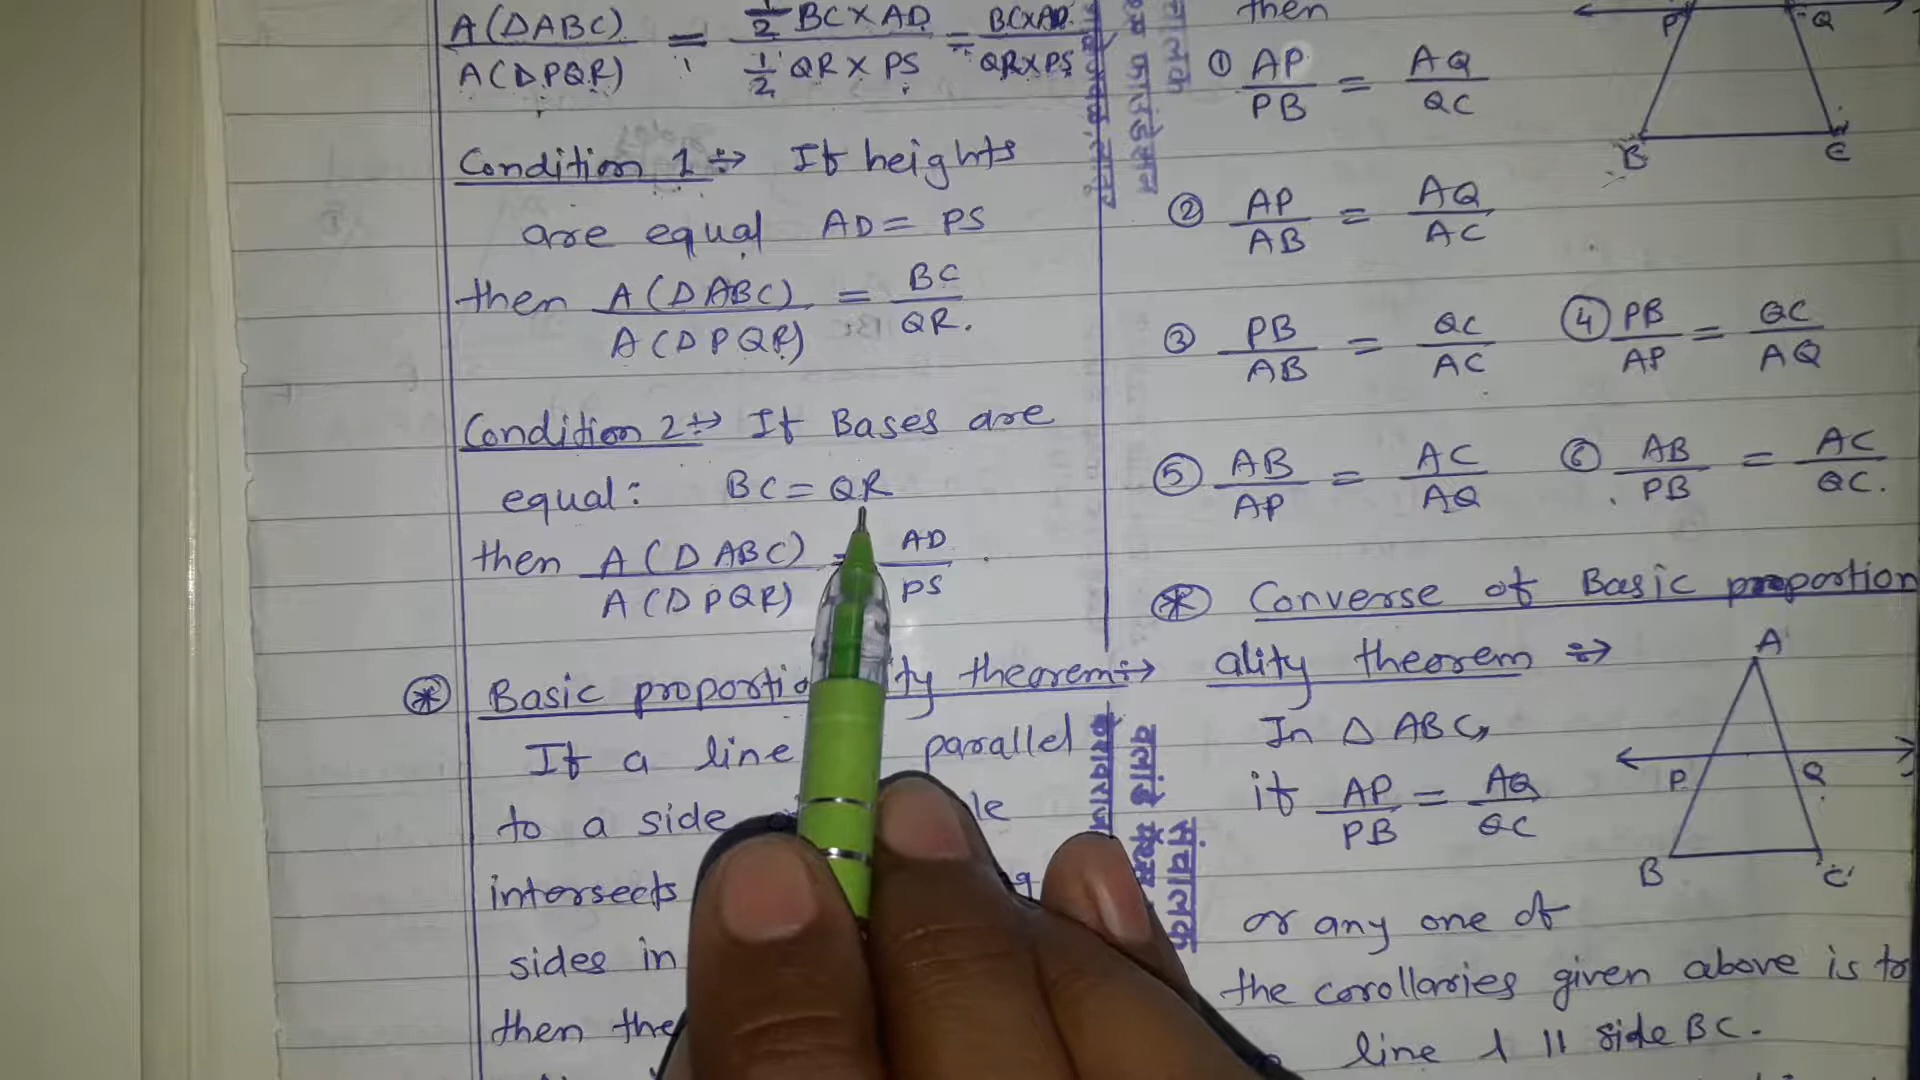 A(ΔABC) / A(ΔPQR) = 1/2 BC × AD / 1/2 QR × PS = BC×AD / QR×PS
Condition 1 :→ If heights
are equal AD = PS
then A(ΔABC) / A(ΔPQR) = BC / QR.
Condition 2 :→ If Bases are
equal: BC = QR
then A(ΔABC) / A(ΔPQR) = AD / PS
⊛ Basic proportionality theorem :→
If a line parallel
to a side
intersects
sides in
then the
then
P Q
① AP / PB = AQ / QC
B C
② AP / AB = AQ / AC
③ PB / AB = QC / AC ④ PB / AP = QC / AQ
⑤ AB / AP = AC / AQ ⑥ AB / PB = AC / QC.
⊛ Converse of Basic proportion
ality theorem :→
A
In Δ ABC,
P Q
if AP / PB = AQ / QC
B C
or any one of
the corollaries given above is tr
line l || side BC.
संचालक